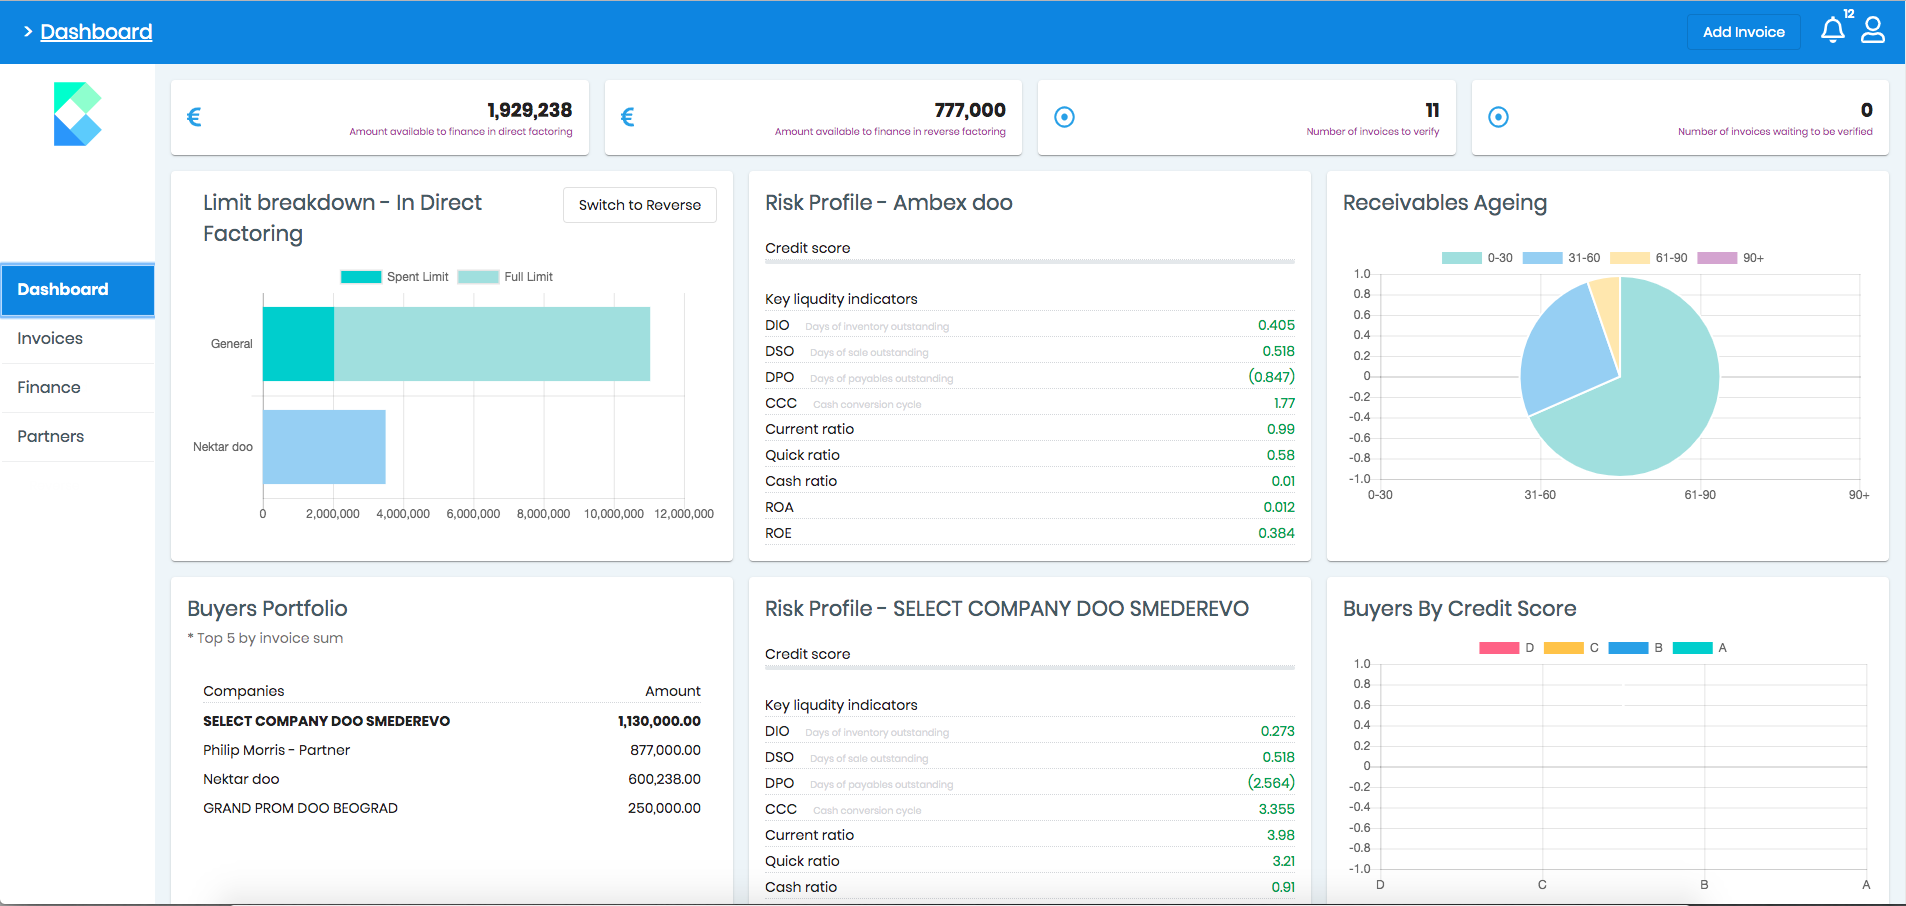 > Dashboard
Add Invoice
12
Dashboard
Invoices
Finance
Partners
€
1,929,238
Amount available to finance in direct factoring
€
777,000
Amount available to finance in reverse factoring
11
Number of invoices to verify
0
Number of invoices waiting to be verified
Limit breakdown - In Direct
Factoring
Switch to Reverse
Spent Limit Full Limit
General
Nektar doo
0 2,000,000 4,000,000 6,000,000 8,000,000 10,000,000 12,000,000
Risk Profile - Ambex doo
Credit score
Key liqudity indicators
DIO Days of inventory outstanding 0.405
DSO Days of sale outstanding 0.518
DPO Days of payables outstanding (0.847)
CCC Cash conversion cycle 1.77
Current ratio 0.99
Quick ratio 0.58
Cash ratio 0.01
ROA 0.012
ROE 0.384
Receivables Ageing
0-30 31-60 61-90 90+
1.0
0.8
0.6
0.4
0.2
0
-0.2
-0.4
-0.6
-0.8
-1.0
0-30 31-60 61-90 90+
Buyers Portfolio
* Top 5 by invoice sum
Companies Amount
SELECT COMPANY DOO SMEDEREVO 1,130,000.00
Philip Morris - Partner 877,000.00
Nektar doo 600,238.00
GRAND PROM DOO BEOGRAD 250,000.00
Risk Profile - SELECT COMPANY DOO SMEDEREVO
Credit score
Key liqudity indicators
DIO Days of inventory outstanding 0.273
DSO Days of sale outstanding 0.518
DPO Days of payables outstanding (2.564)
CCC Cash conversion cycle 3.355
Current ratio 3.98
Quick ratio 3.21
Cash ratio 0.91
Buyers By Credit Score
D C B A
1.0
0.8
0.6
0.4
0.2
0
-0.2
-0.4
-0.6
-0.8
-1.0
D C B A